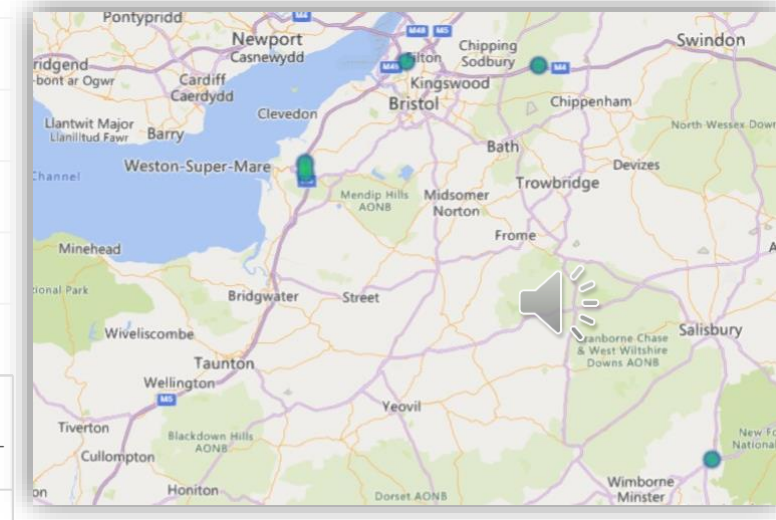 Pontypridd
M4
M48
M5
Newport
Casnewydd
Chipping
Sodbury
Swindon
ridgend
-bont ar Ogwr
Cardiff
Caerdydd
M49
Filton
M4
Kingswood
Bristol
Clevedon
Chippenham
Llantwit Major
Llanilltud Fawr
Barry
North Wessex Down
Bath
Weston-Super-Mare
Channel
Mendip Hills
AONB
Midsomer
Norton
Trowbridge
Devizes
Frome
Minehead
tional Park
Bridgwater
Street
Wiveliscombe
Salisbury
Cranborne Chase
& West Wiltshire
Downs AONB
Taunton
Wellington
M5
Yeovil
Tiverton
Cullompton
Blackdown Hills
AONB
New Fo
National
Honiton
Dorset AONB
Wimborne
Minster
on